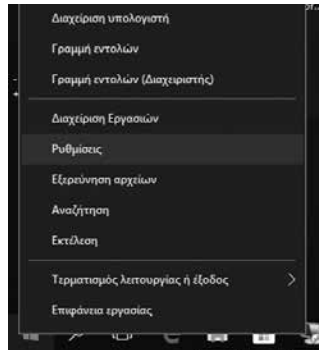 Διαχείριση υπολογιστή
Γραμμή εντολών
Γραμμή εντολών (Διαχειριστής)
Διαχείριση Εργασιών
Ρυθμίσεις
Εξερεύνηση αρχείων
Αναζήτηση
Εκτέλεση
Τερματισμός λειτουργίας ή έξοδος
Επιφάνεια εργασίας